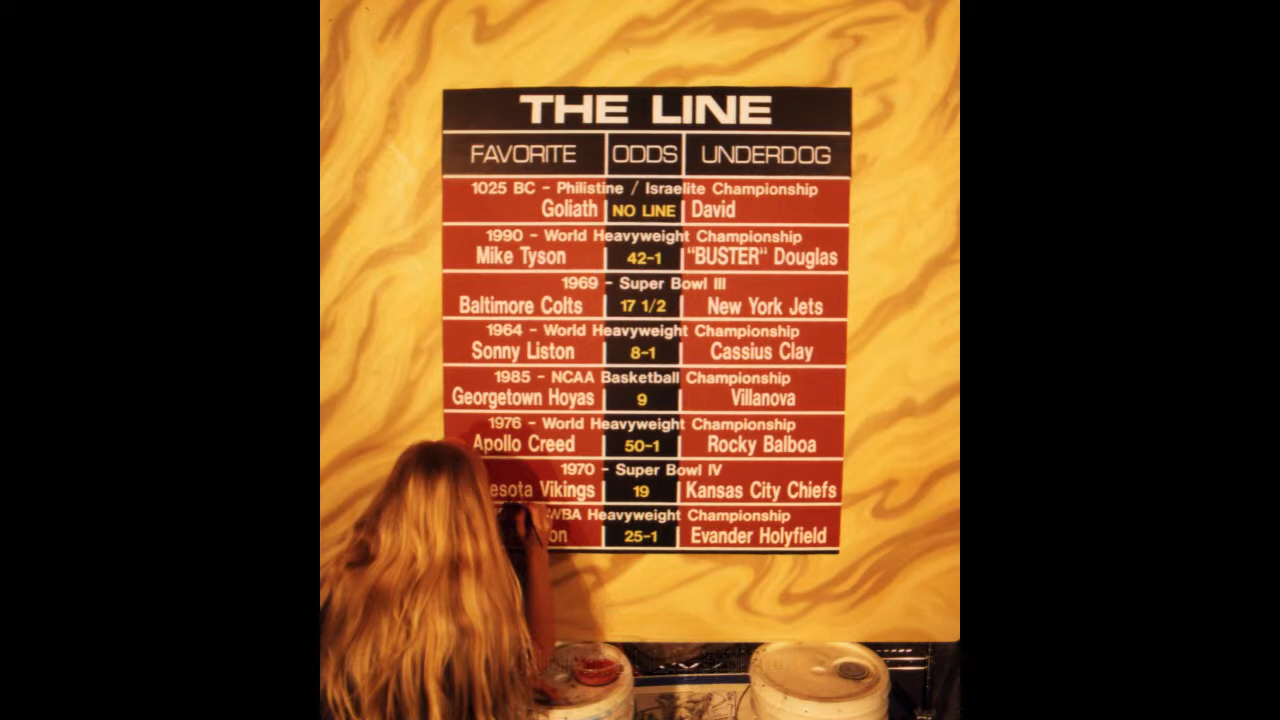 THE LINE
FAVORITE ODDS UNDERDOG
1025 BC - Philistine / Israelite Championship
Goliath NO LINE David
1990 - World Heavyweight Championship
Mike Tyson 42-1 "BUSTER" Douglas
1969 - Super Bowl III
Baltimore Colts 17 1/2 New York Jets
1964 - World Heavyweight Championship
Sonny Liston 8-1 Cassius Clay
1985 - NCAA Basketball Championship
Georgetown Hoyas 9 Villanova
1976 - World Heavyweight Championship
Apollo Creed 50-1 Rocky Balboa
1970 - Super Bowl IV
esota Vikings 19 Kansas City Chiefs
WBA Heavyweight Championship
on 25-1 Evander Holyfield